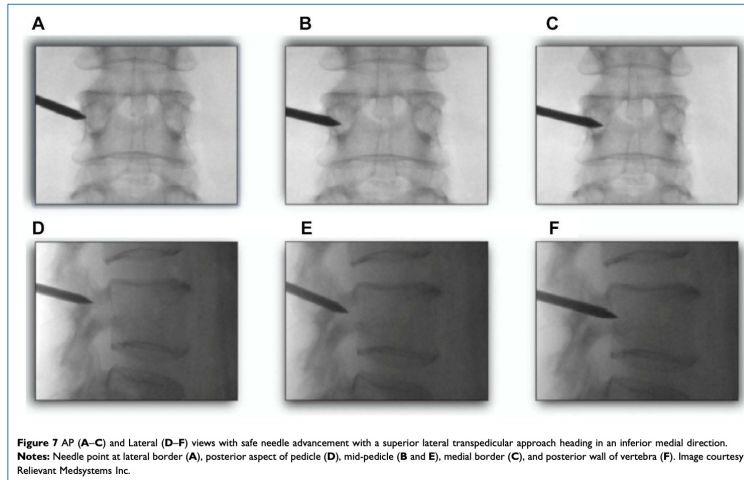 A B C
D E F
Figure 7 AP (A–C) and Lateral (D–F) views with safe needle advancement with a superior lateral transpedicular approach heading in an inferior medial direction.
Notes: Needle point at lateral border (A), posterior aspect of pedicle (D), mid-pedicle (B and E), medial border (C), and posterior wall of vertebra (F). Image courtesy
Relievant Medsystems Inc.